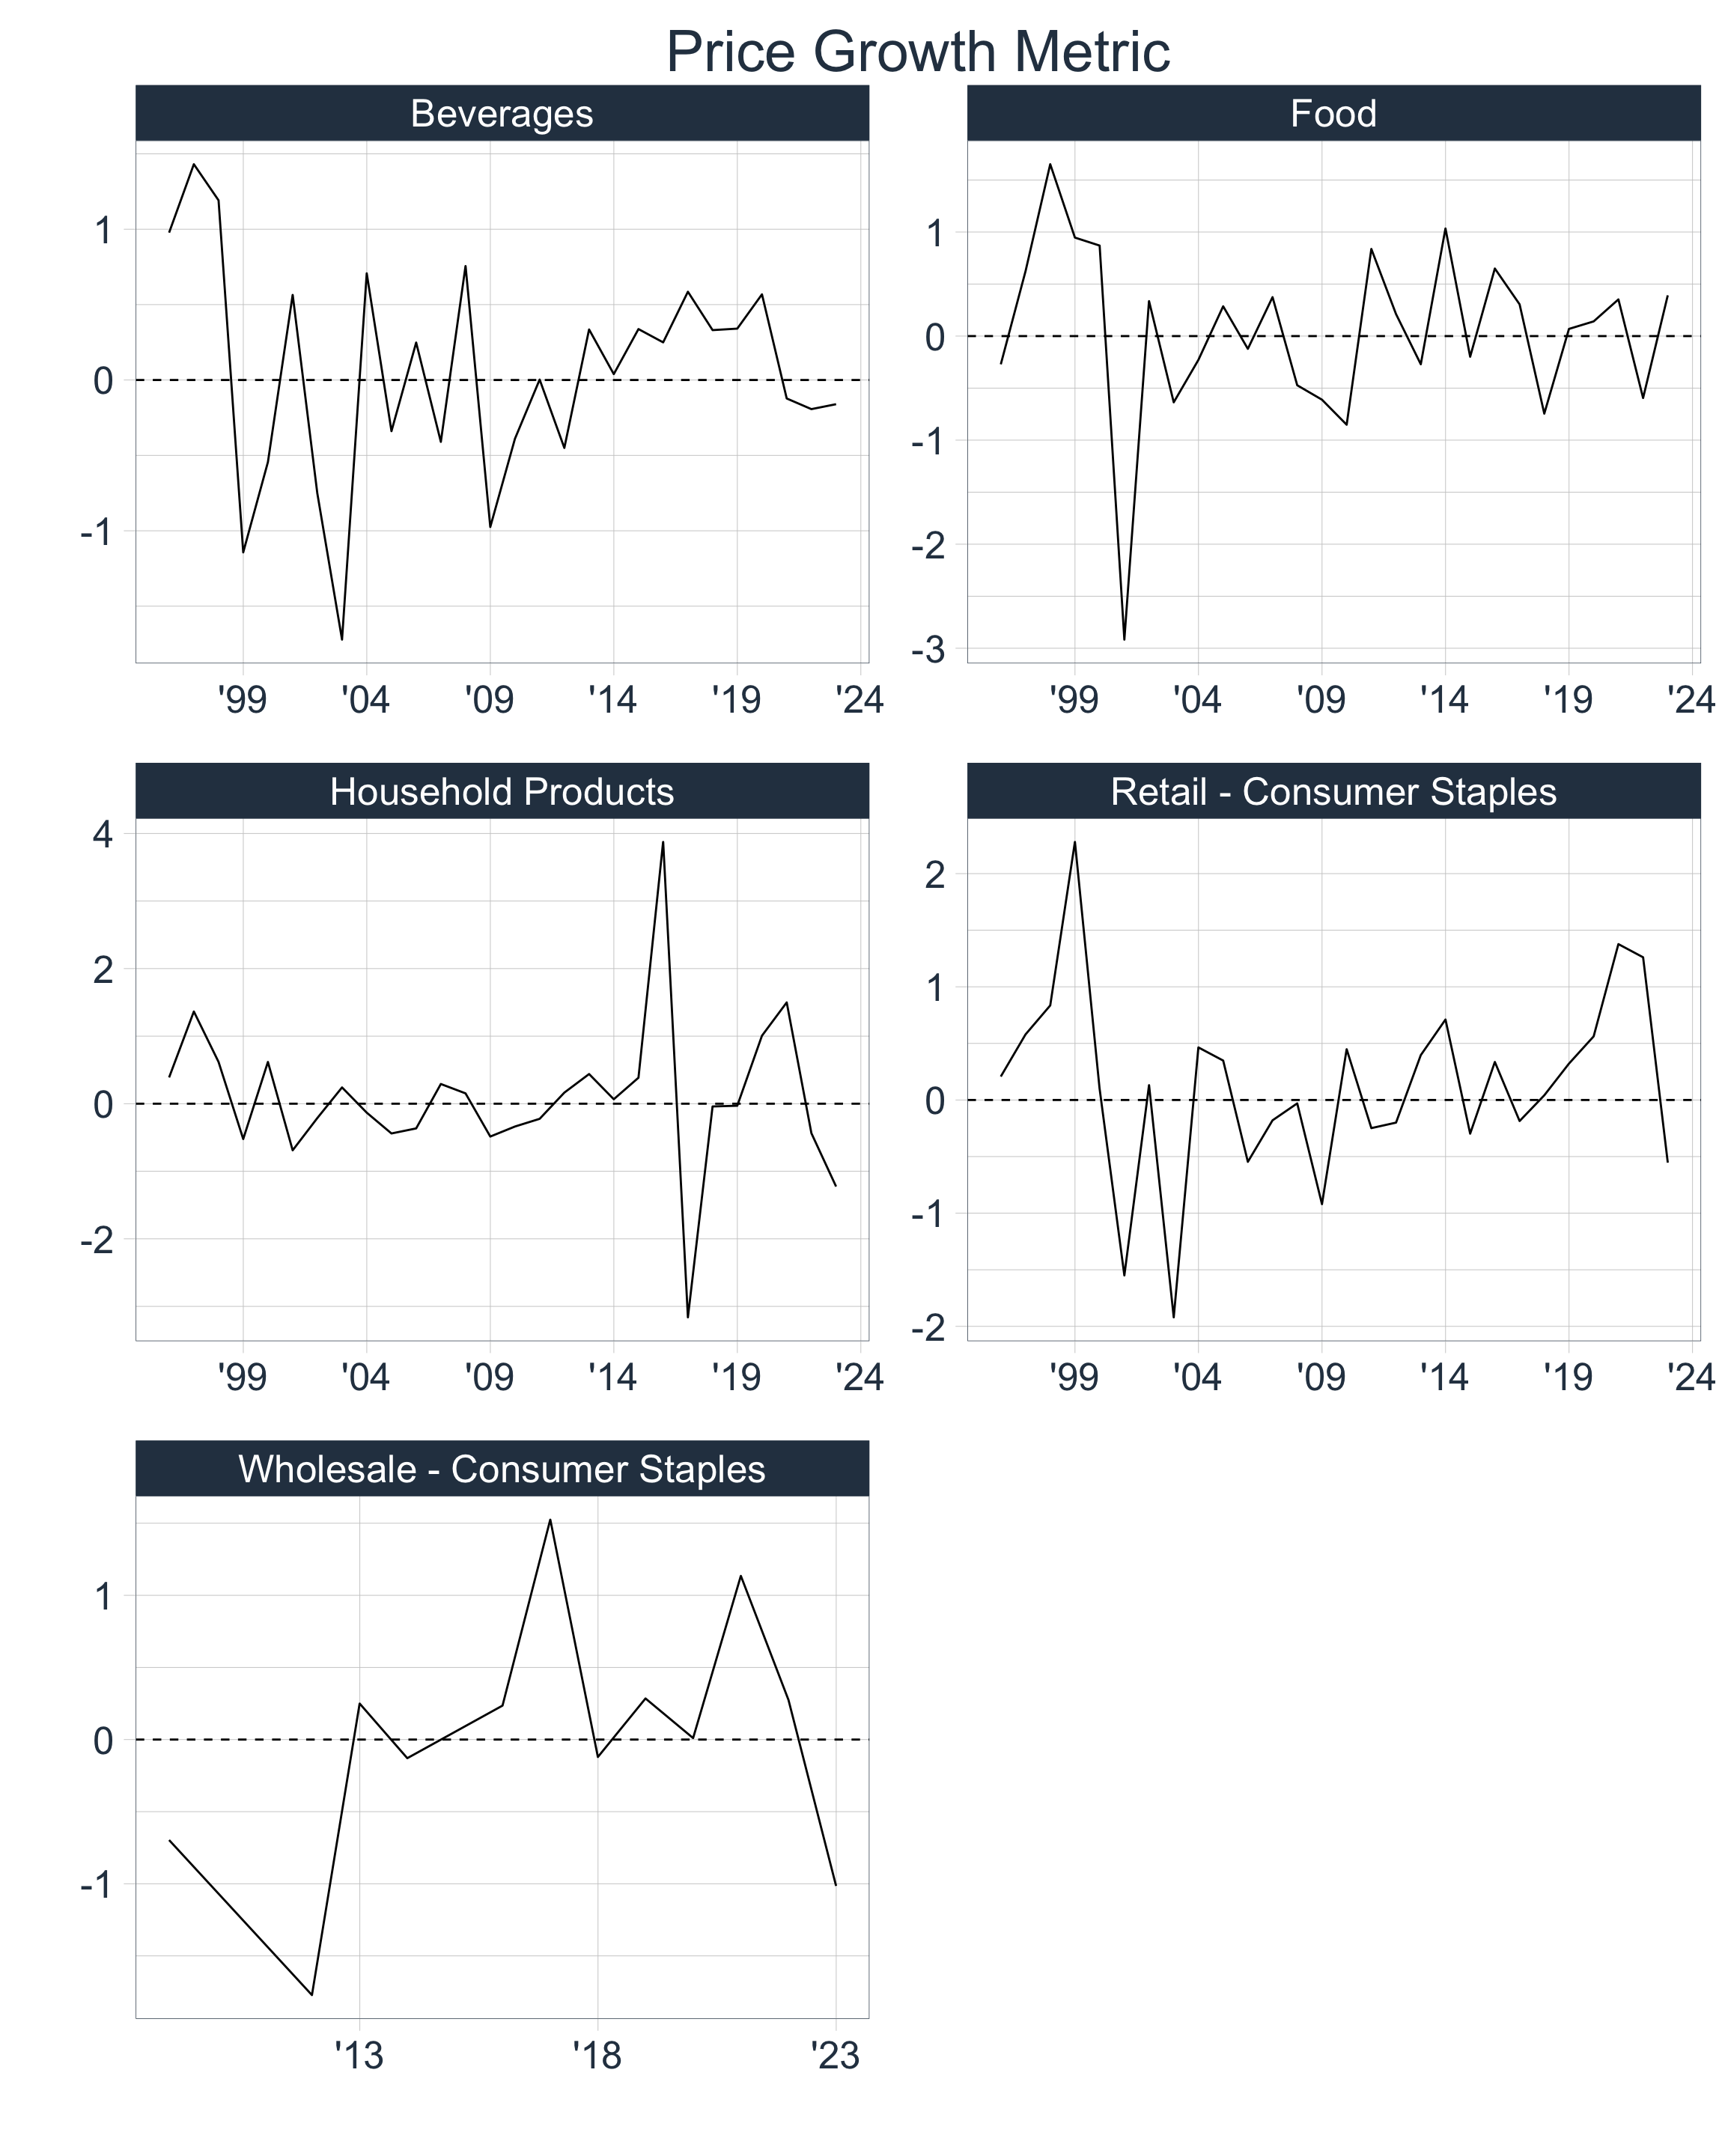 Price Growth Metric
Beverages
1
0
-1
'99 '04 '09 '14 '19 '24
Food
1
0
-1
-2
-3
'99 '04 '09 '14 '19 '24
Household Products
4
2
0
-2
'99 '04 '09 '14 '19 '24
Retail - Consumer Staples
2
1
0
-1
-2
'99 '04 '09 '14 '19 '24
Wholesale - Consumer Staples
1
0
-1
'13 '18 '23